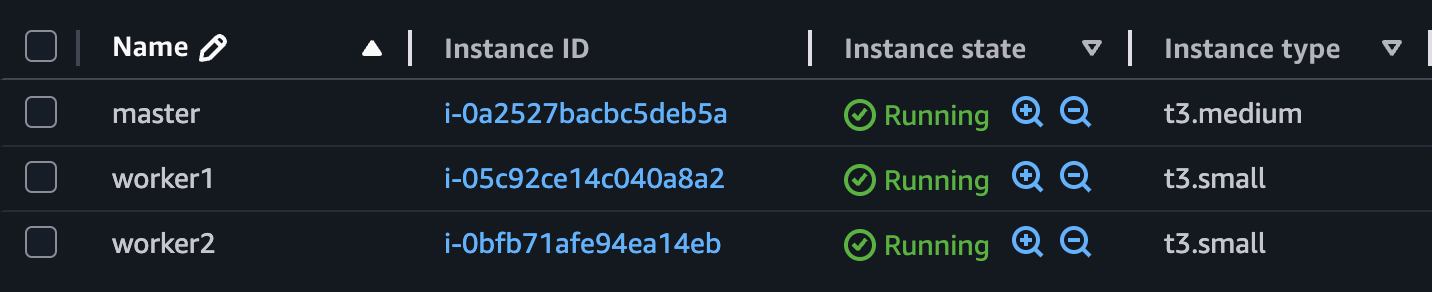 Name Instance ID Instance state Instance type
master i-0a2527bacbc5deb5a Running t3.medium
worker1 i-05c92ce14c040a8a2 Running t3.small
worker2 i-0bfb71afe94ea14eb Running t3.small